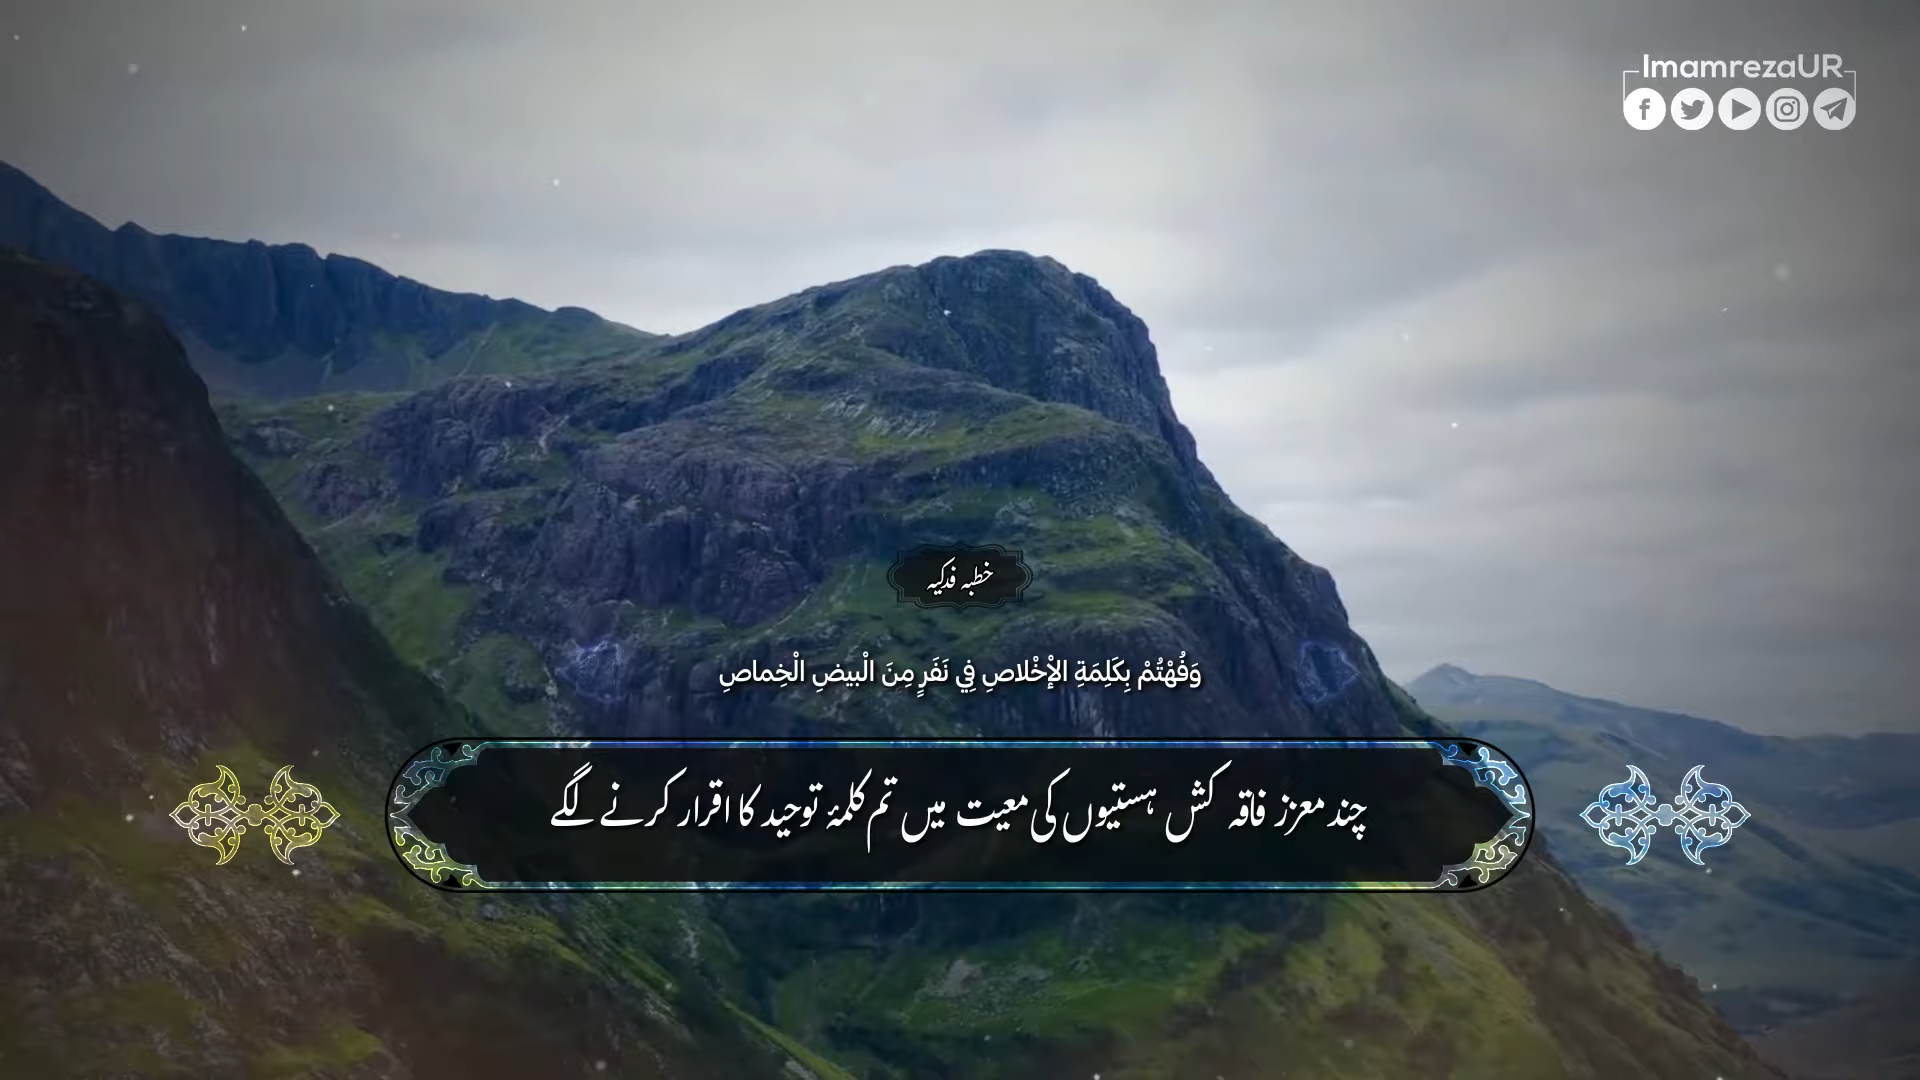 ImamrezaUR
خطبہ فدکیہ
وَفُهْتُمْ بِكَلِمَةِ الإْخْلاصِ فِي نَفَرٍ مِنَ الْبيضِ الْخِماصِ
چند معزز فاقہ کش ہستیوں کی معیت میں تم کلمۂ توحید کا اقرار کرنے لگے